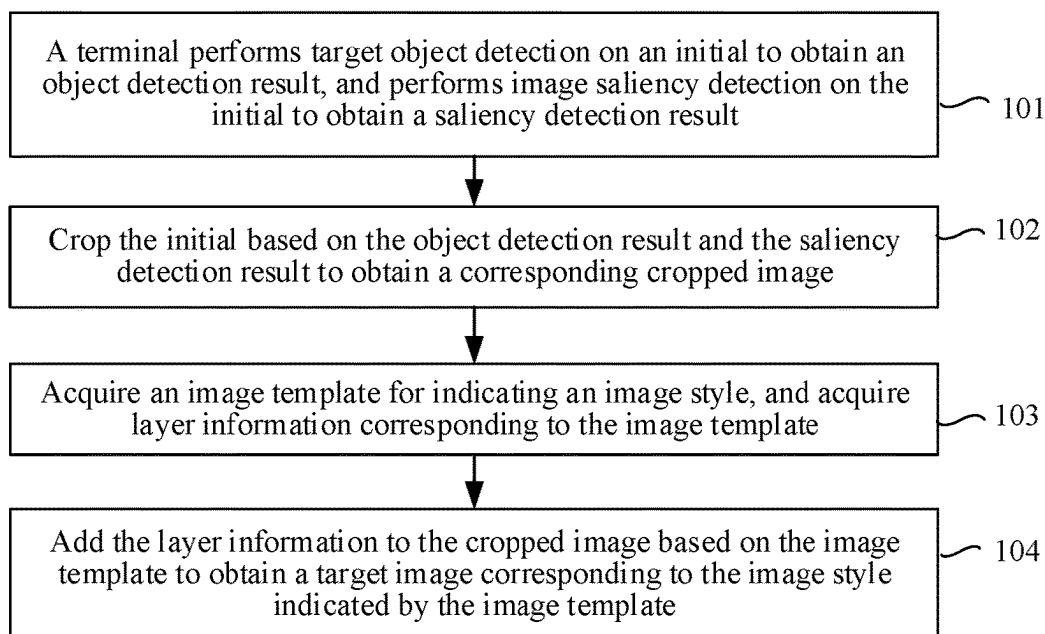 A terminal performs target object detection on an initial to obtain an
object detection result, and performs image saliency detection on the
initial to obtain a saliency detection result
101
Crop the initial based on the object detection result and the saliency
detection result to obtain a corresponding cropped image
102
Acquire an image template for indicating an image style, and acquire
layer information corresponding to the image template
103
Add the layer information to the cropped image based on the image
template to obtain a target image corresponding to the image style
indicated by the image template
104